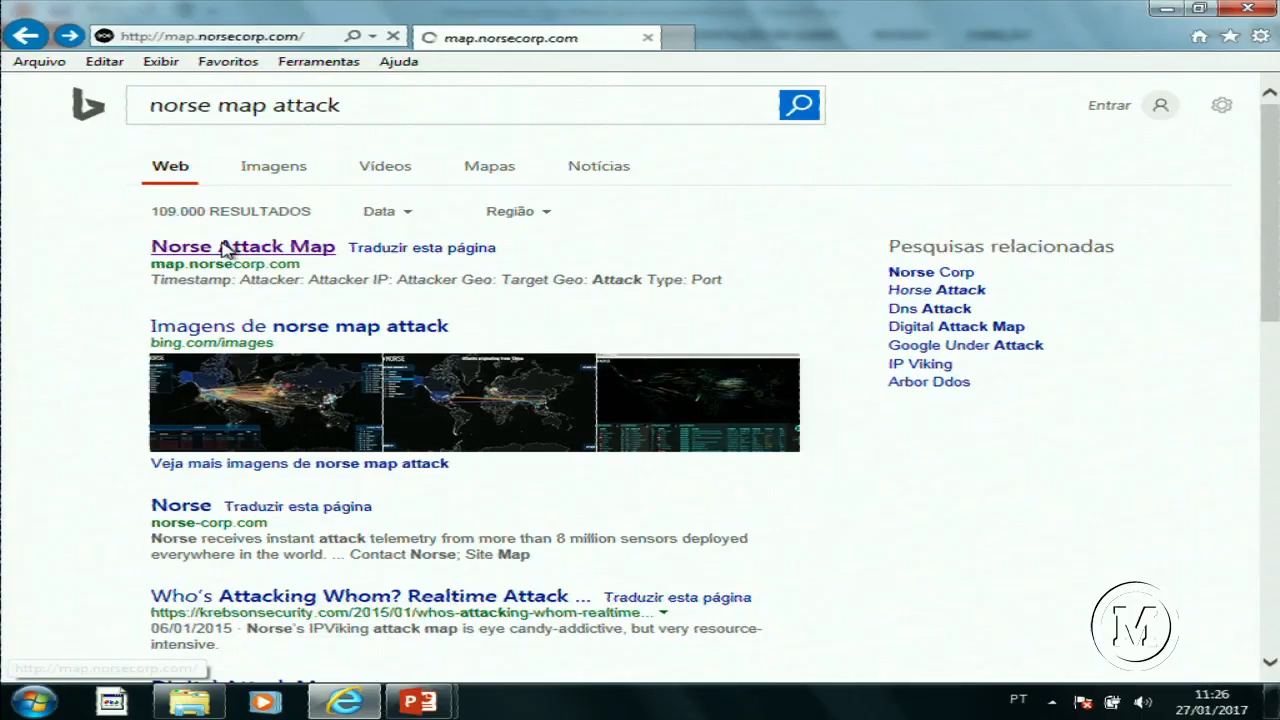 http://map.norsecorp.com/
map.norsecorp.com
Arquivo Editar Exibir Favoritos Ferramentas Ajuda
norse map attack
Entrar
Web Imagens Vídeos Mapas Notícias
109.000 RESULTADOS Data Região
Norse Attack Map Traduzir esta página
map.norsecorp.com
Timestamp: Attacker: Attacker IP: Attacker Geo: Target Geo: Attack Type: Port
Imagens de norse map attack
bing.com/images
NORSE
NORSE
Attacks originating from China
Veja mais imagens de norse map attack
Norse Traduzir esta página
norse-corp.com
Norse receives instant attack telemetry from more than 8 million sensors deployed
everywhere in the world. ... Contact Norse; Site Map
Who's Attacking Whom? Realtime Attack ... Traduzir esta página
https://krebsonsecurity.com/2015/01/whos-attacking-whom-realtime...
06/01/2015 · Norse's IPViking attack map is eye candy-addictive, but very resource-
intensive.
Pesquisas relacionadas
Norse Corp
Horse Attack
Dns Attack
Digital Attack Map
Google Under Attack
IP Viking
Arbor Ddos
M
http://map.norsecorp.com/
PT
11:26
27/01/2017